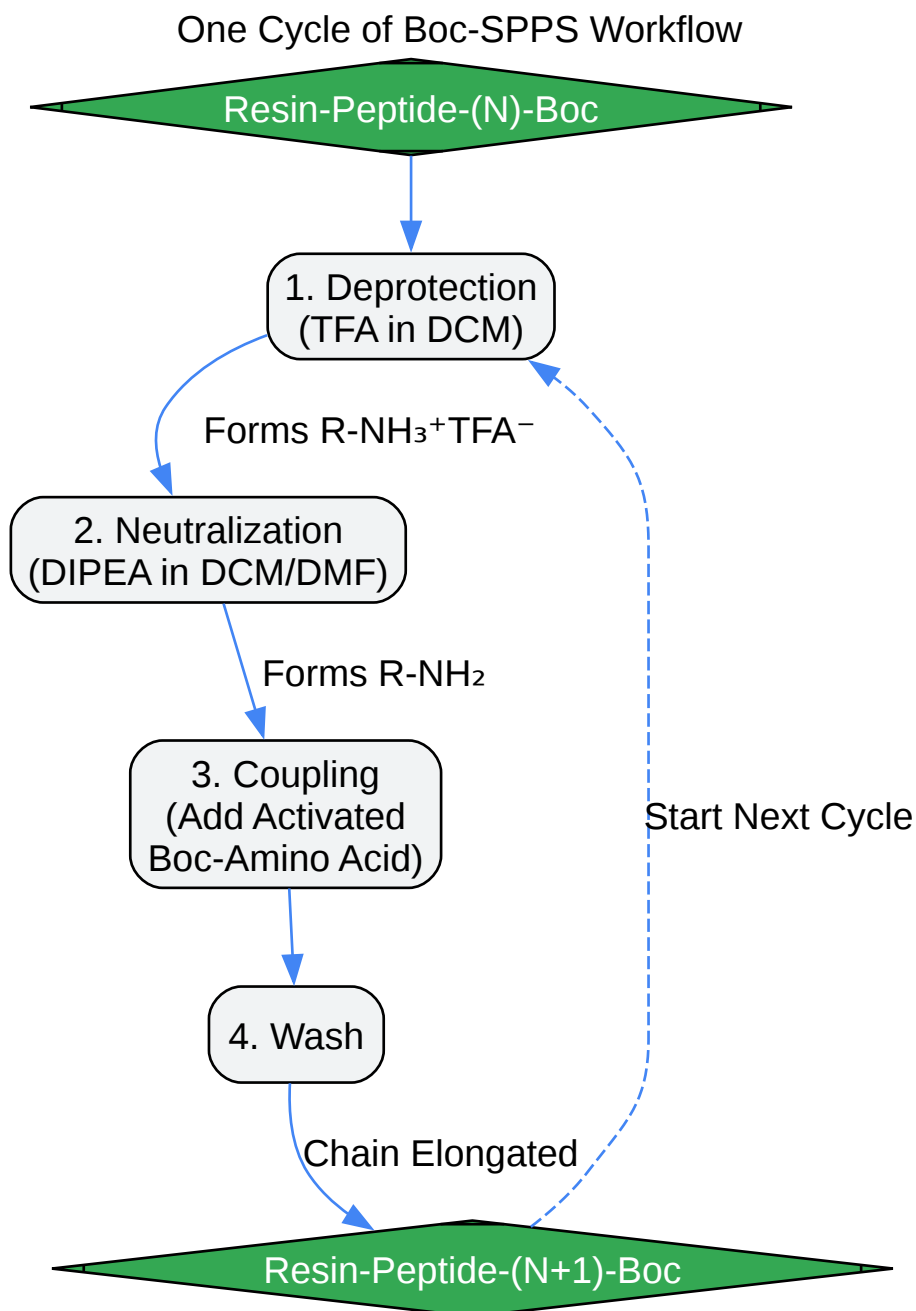 One Cycle of Boc-SPPS Workflow
Resin-Peptide-(N)-Boc
1. Deprotection
(TFA in DCM)
Forms R-NH₃⁺TFA⁻
2. Neutralization
(DIPEA in DCM/DMF)
Forms R-NH₂
3. Coupling
(Add Activated
Boc-Amino Acid)
Start Next Cycle
4. Wash
Chain Elongated
Resin-Peptide-(N+1)-Boc